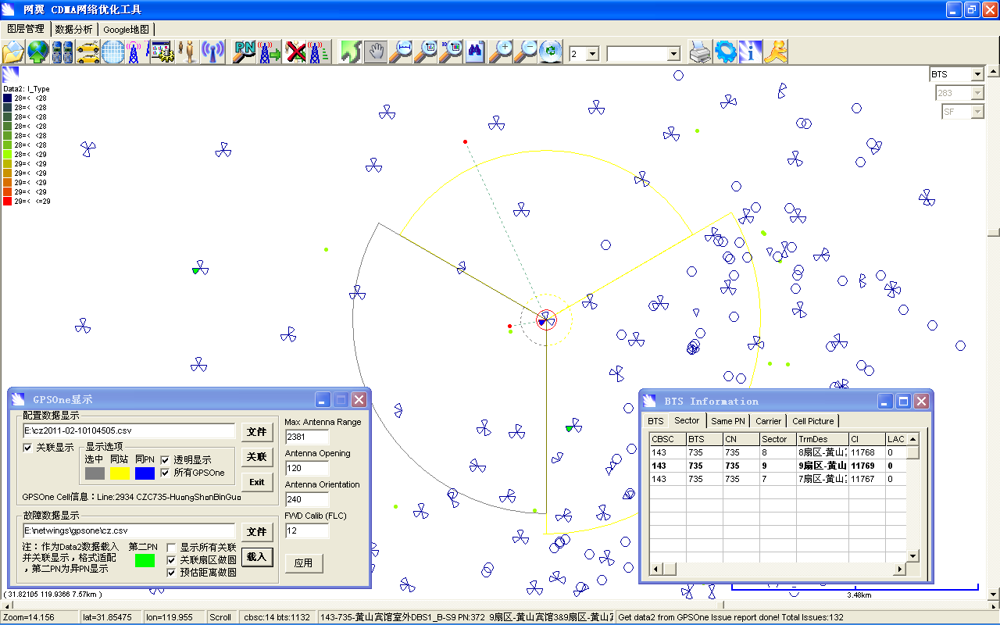 网翼 CDMA网络优化工具
图层管理 数据分析 Google地图
PN
2
BTS
283
SF
Data2: I_Type
28=< <28
28=< <28
28=< <28
28=< <28
28=< <28
28=< <28
28=< <29
29=< <29
29=< <29
29=< <29
29=< <29
29=< <=29
GPSOne显示
配置数据显示
E:\cz2011-02-10104505.csv
文件
关联显示
显示选项
选中 同站 同PN
透明显示
所有GPSOne
关联
Exit
GPSOne Cell信息：Line:2934 CZC735-HuangShanBinGua
故障数据显示
E:\netwings\gpsone\cz.csv
文件
注：作为Data2数据载入
并关联显示，格式适配
，第二PN为异PN显示
第二PN
显示所有关联
关联扇区做圆
预估距离做圆
载入
Max Antenna Range
2381
Antenna Opening
120
Antenna Orientation
240
FWD Calib (FLC)
12
应用
BTS Information
BTS Sector Same PN Carrier Cell Picture
CBSC BTS CN Sector TrmDes CI LAC
143 735 735 8 8扇区-黄山 11768 0
143 735 735 9 9扇区-黄山 11769 0
143 735 735 7 7扇区-黄山 11767 0
( 31.82105 119.9366 7.57km )
3.48km
Zoom=14.156 lat=31.85475 lon=119.955 Scroll cbsc:14 bts:1132 143-735-黄山宾馆室外DBS1_B-S9 PN:372 9扇区-黄山宾馆3&9扇区-黄山 Get data2 from GPSOne Issue report done! Total Issues:132